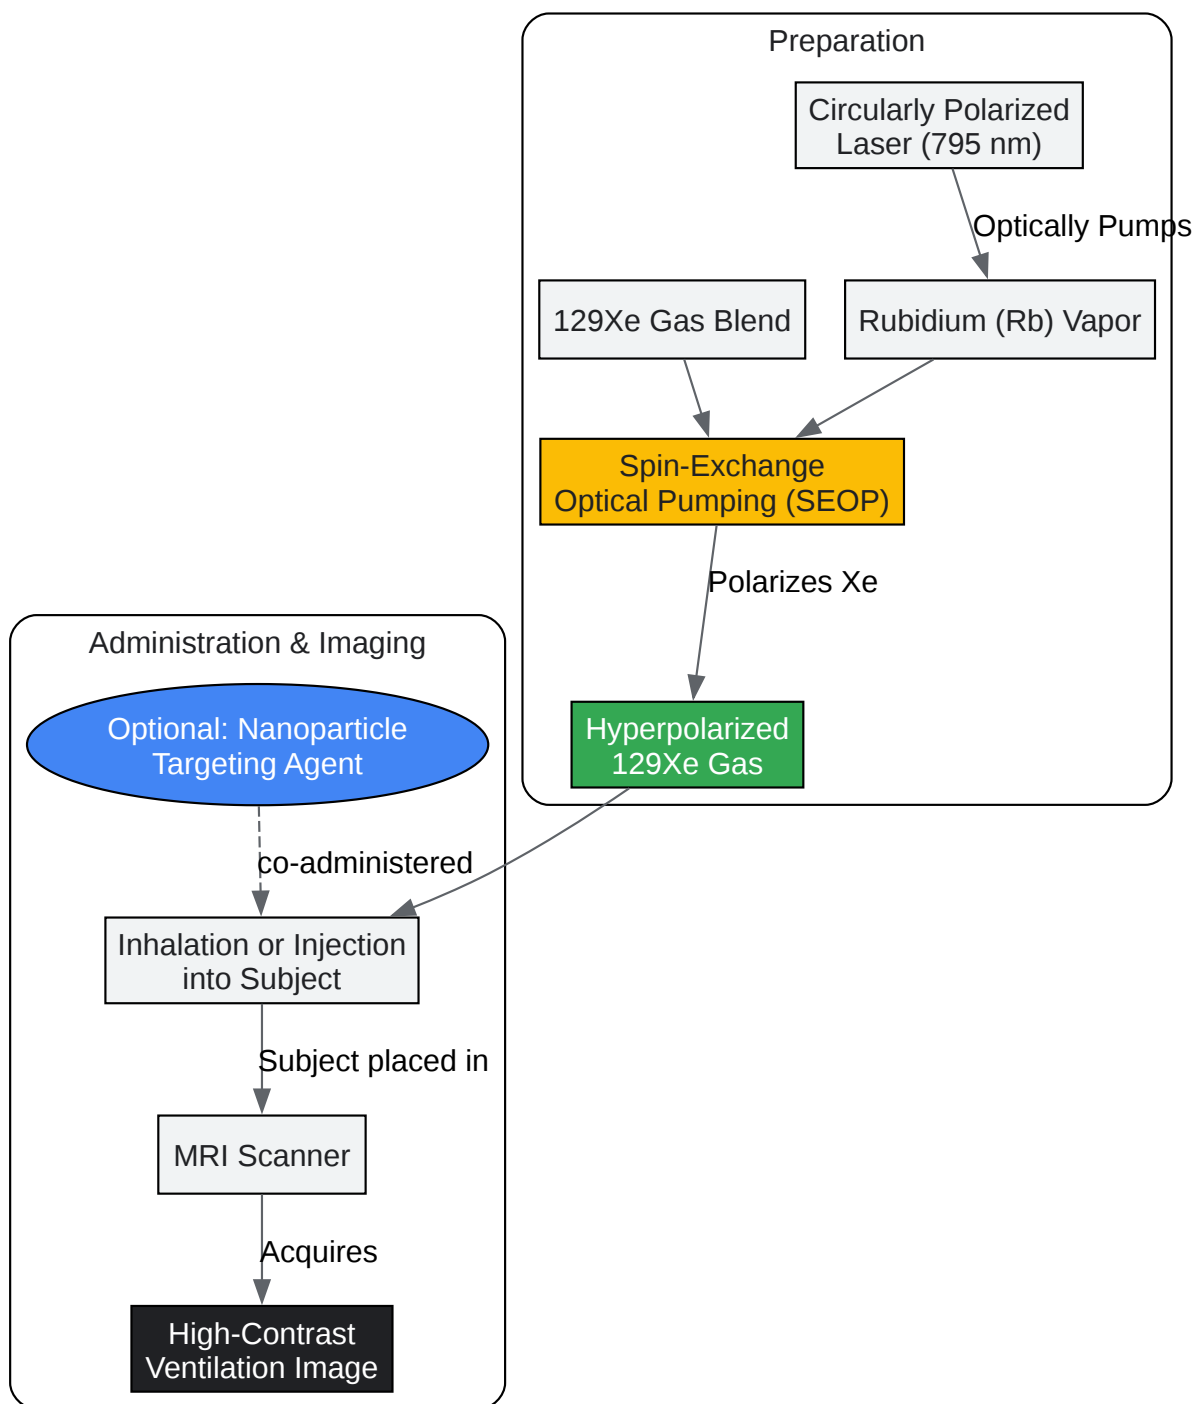 Preparation
Circularly Polarized
Laser (795 nm)
Optically Pumps
129Xe Gas Blend
Rubidium (Rb) Vapor
Spin-Exchange
Optical Pumping (SEOP)
Polarizes Xe
Hyperpolarized
129Xe Gas
Administration & Imaging
Optional: Nanoparticle
Targeting Agent
co-administered
Inhalation or Injection
into Subject
Subject placed in
MRI Scanner
Acquires
High-Contrast
Ventilation Image